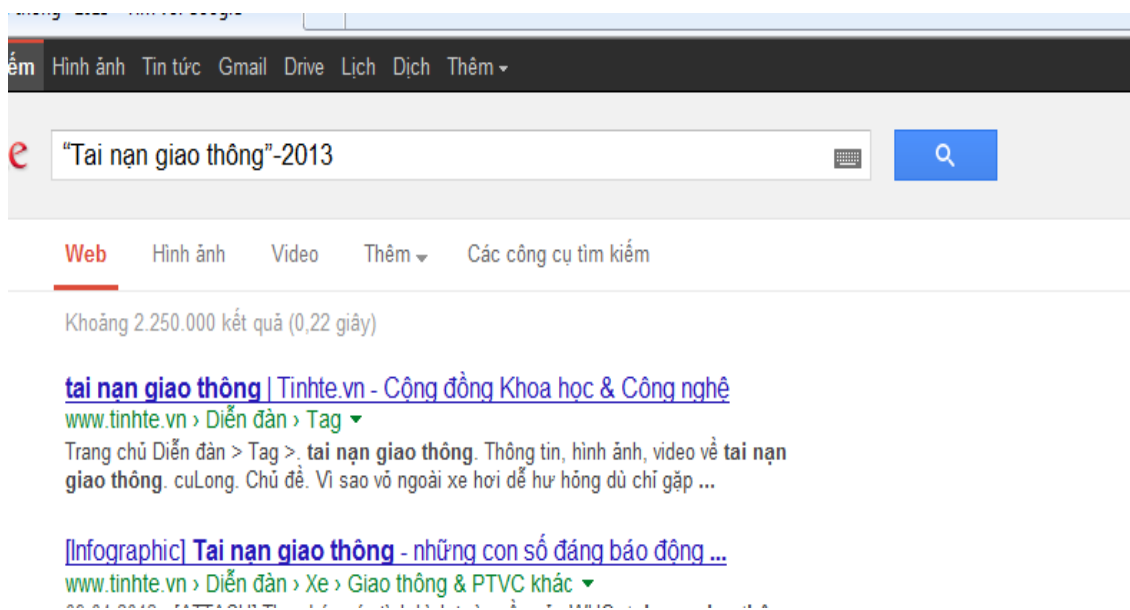 Hình ảnh Tin tức Gmail Drive Lịch Dịch Thêm
“Tai nạn giao thông”-2013
Web Hình ảnh Video Thêm Các công cụ tìm kiếm
Khoảng 2.250.000 kết quả (0,22 giây)
tai nạn giao thông | Tinhte.vn - Cộng đồng Khoa học & Công nghệ
www.tinhte.vn › Diễn đàn › Tag
Trang chủ Diễn đàn > Tag >. tai nạn giao thông. Thông tin, hình ảnh, video về tai nạn
giao thông. cuLong. Chủ đề. Vì sao vỏ ngoài xe hơi dễ hư hỏng dù chỉ gặp ...
[Infographic] Tai nạn giao thông - những con số đáng báo động ...
www.tinhte.vn › Diễn đàn › Xe › Giao thông & PTVC khác